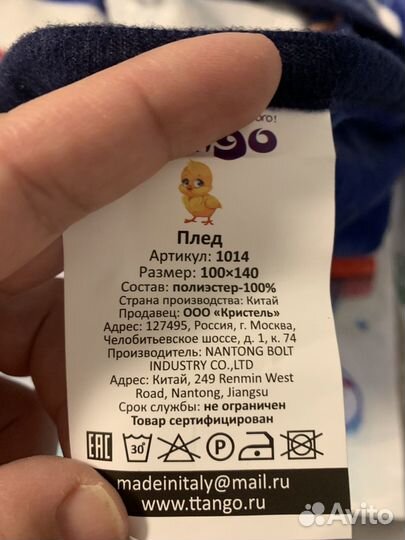 Плед
Артикул: 1014
Размер: 100×140
Состав: полиэстер-100%
Страна производства: Китай
Продавец: ООО «Кристель»
Адрес: 127495, Россия, г. Москва,
Челобитьевское шоссе, д. 1, к. 74
Производитель: NANTONG BOLT
INDUSTRY CO.,LTD
Адрес: Китай, 249 Renmin West
Road, Nantong, Jiangsu
Срок службы: не ограничен
Товар сертифицирован
EAC 30° P
madeinitaly@mail.ru
www.ttango.ru
Avito